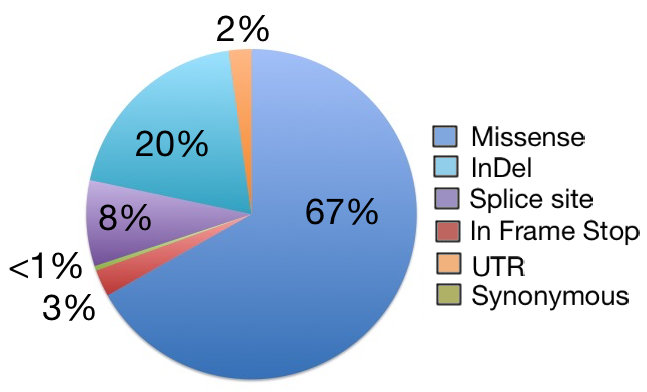 2%
20%
67%
8%
<1%
3%
Missense
InDel
Splice site
In Frame Stop
UTR
Synonymous